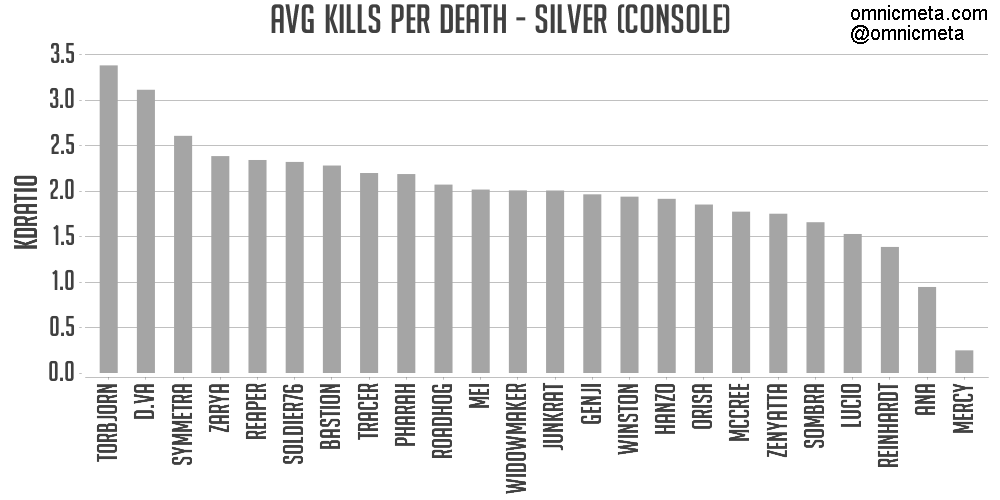 AVG KILLS PER DEATH - SILVER (CONSOLE)
omnicmeta.com
@omnicmeta
KDRATIO
3.5
3.0
2.5
2.0
1.5
1.0
0.5
0.0
TORBJORN
D.VA
SYMMETRA
ZARYA
REAPER
SOLDIER76
BASTION
TRACER
PHARAH
ROADHOG
MEI
WIDOWMAKER
JUNKRAT
GENJI
WINSTON
HANZO
ORISA
MCCREE
ZENYATTA
SOMBRA
LUCIO
REINHARDT
ANA
MERCY